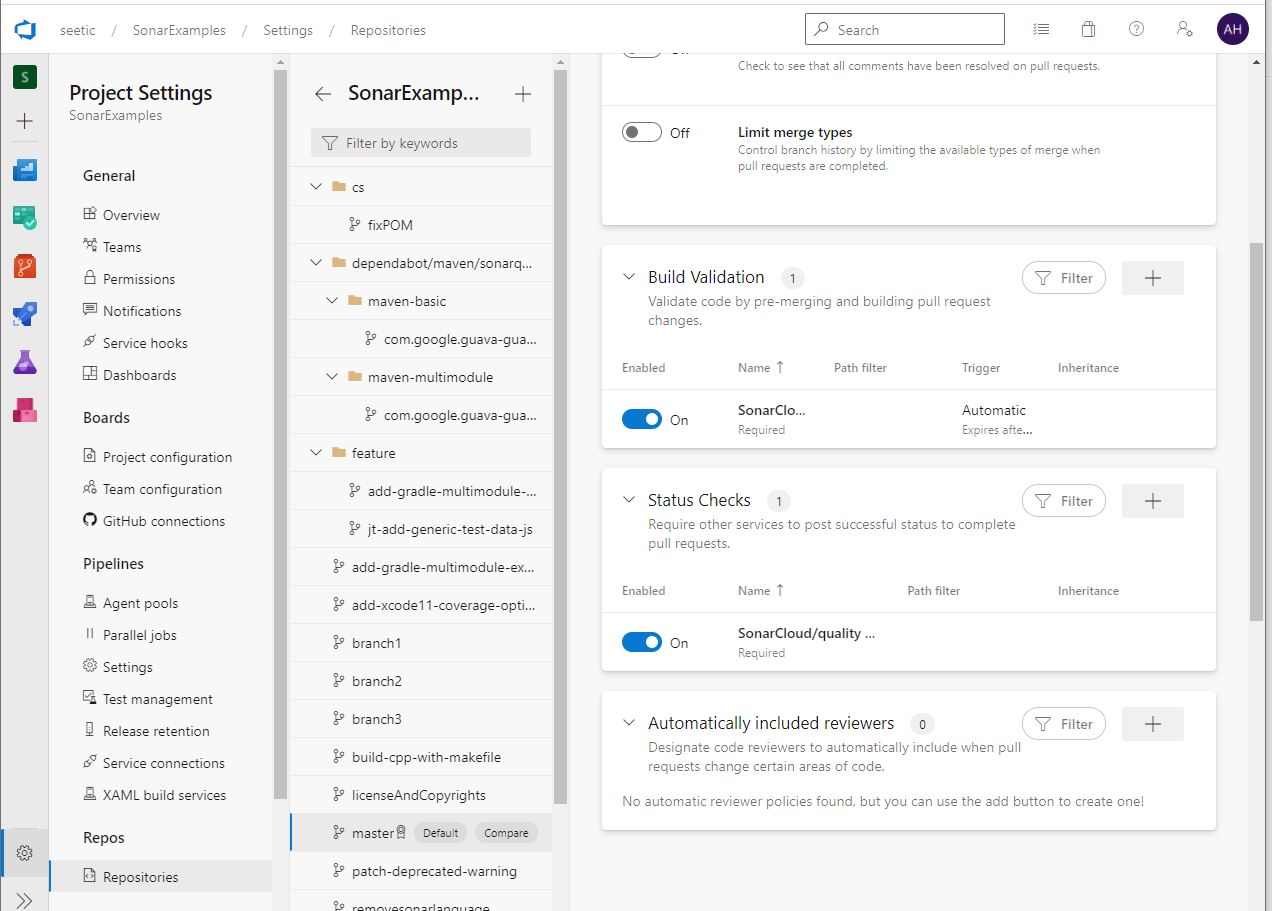 seetic / SonarExamples / Settings / Repositories
Search
AH
S
Project Settings
SonarExamples
General
Overview
Teams
Permissions
Notifications
Service hooks
Dashboards
Boards
Project configuration
Team configuration
GitHub connections
Pipelines
Agent pools
Parallel jobs
Settings
Test management
Release retention
Service connections
XAML build services
Repos
Repositories
SonarExamp...
Filter by keywords
cs
fixPOM
dependabot/maven/sonarq...
maven-basic
com.google.guava-gua...
maven-multimodule
com.google.guava-gua...
feature
add-gradle-multimodule-...
jt-add-generic-test-data-js
add-gradle-multimodule-ex...
add-xcode11-coverage-opti...
branch1
branch2
branch3
build-cpp-with-makefile
licenseAndCopyrights
master Default Compare
patch-deprecated-warning
removesonarlanguage
Check to see that all comments have been resolved on pull requests.
Off Limit merge types
Control branch history by limiting the available types of merge when
pull requests are completed.
Build Validation 1 Filter
Validate code by pre-merging and building pull request
changes.
Enabled Name Path filter Trigger Inheritance
On SonarClo... Automatic
Required Expires afte...
Status Checks 1 Filter
Require other services to post successful status to complete
pull requests.
Enabled Name Path filter Inheritance
On SonarCloud/quality ...
Required
Automatically included reviewers 0 Filter
Designate code reviewers to automatically include when pull
requests change certain areas of code.
No automatic reviewer policies found, but you can use the add button to create one!